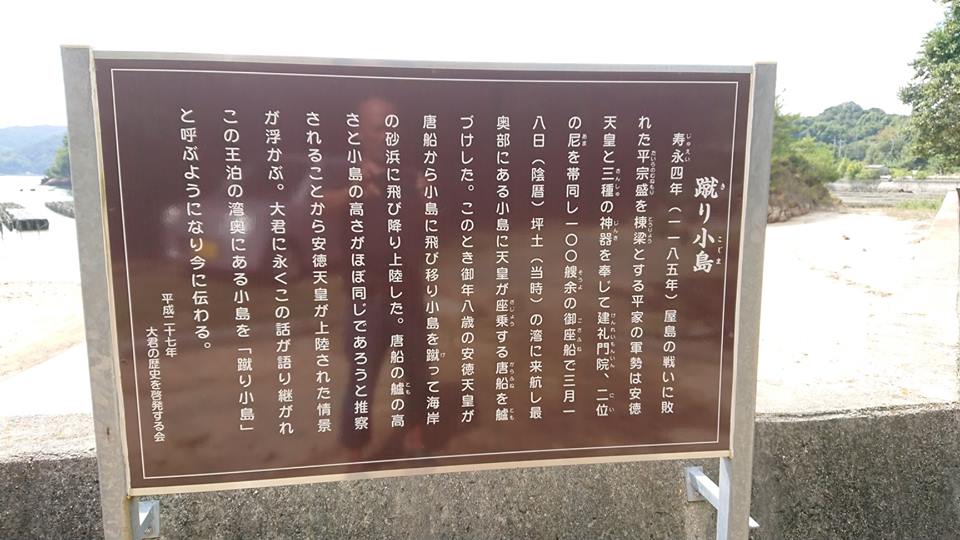 蹴り小島
寿永四年（一一八五年）屋島の戦いに敗
れた平宗盛を棟梁とする平家の軍勢は安徳
天皇と三種の神器を奉じて建礼門院、二位
の尼を帯同し一〇〇艘余の御座船で三月一
八日（陰暦）坪土（当時）の湾に来航し最
奥部にある小島に天皇が座乗する唐船を艫
づけした。このとき御年八歳の安徳天皇が
唐船から小島に飛び移り小島を蹴って海岸
の砂浜に飛び降り上陸した。唐船の艫の高
さと小島の高さがほぼ同じであろうと推察
されることから安徳天皇が上陸された情景
が浮かぶ。大君に永くこの話が語り継がれ
この王泊の湾奥にある小島を「蹴り小島」
と呼ぶようになり今に伝わる。
平成二十七年
大君の歴史を啓発する会